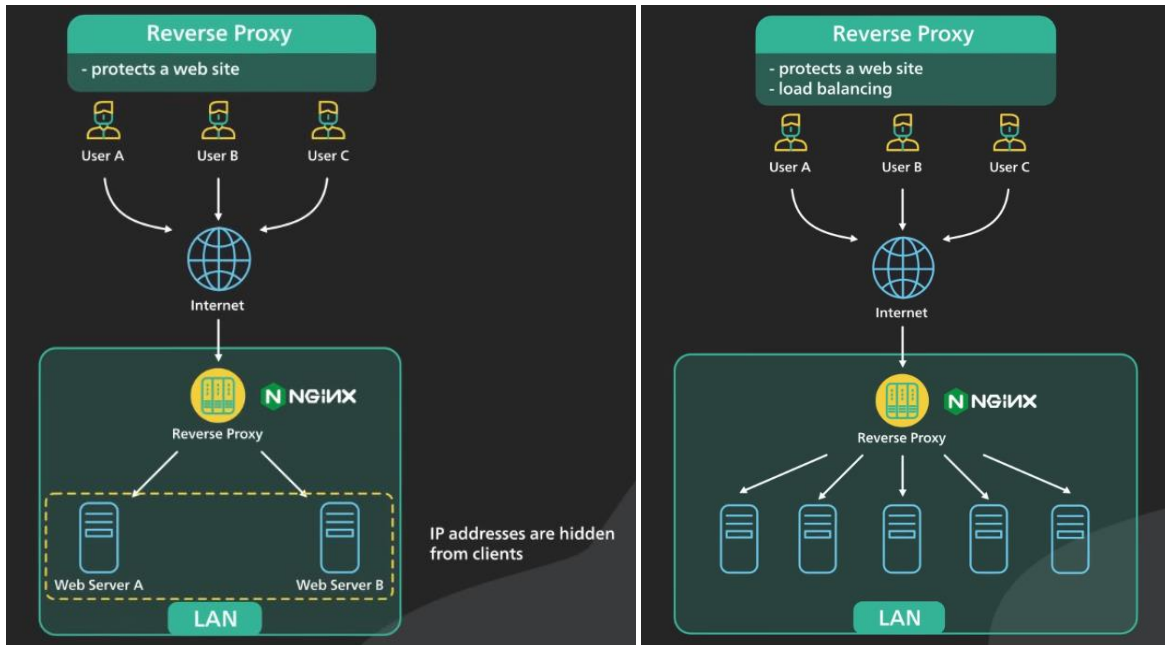 Reverse Proxy
- protects a web site
User A
User B
User C
Internet
NGINX
Reverse Proxy
IP addresses are hidden
from clients
Web Server A
Web Server B
LAN
Reverse Proxy
- protects a web site
- load balancing
User A
User B
User C
Internet
NGINX
Reverse Proxy
LAN